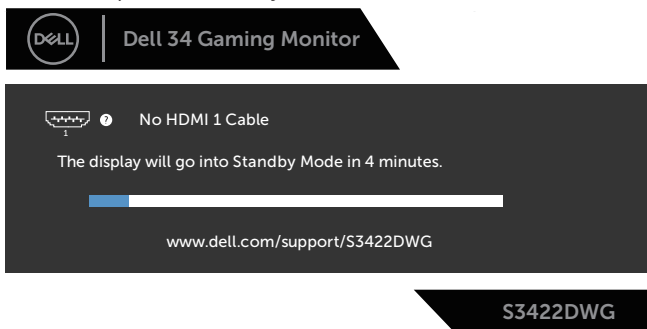 DELL
Dell 34 Gaming Monitor
? No HDMI 1 Cable
1
The display will go into Standby Mode in 4 minutes.
www.dell.com/support/S3422DWG
S3422DWG